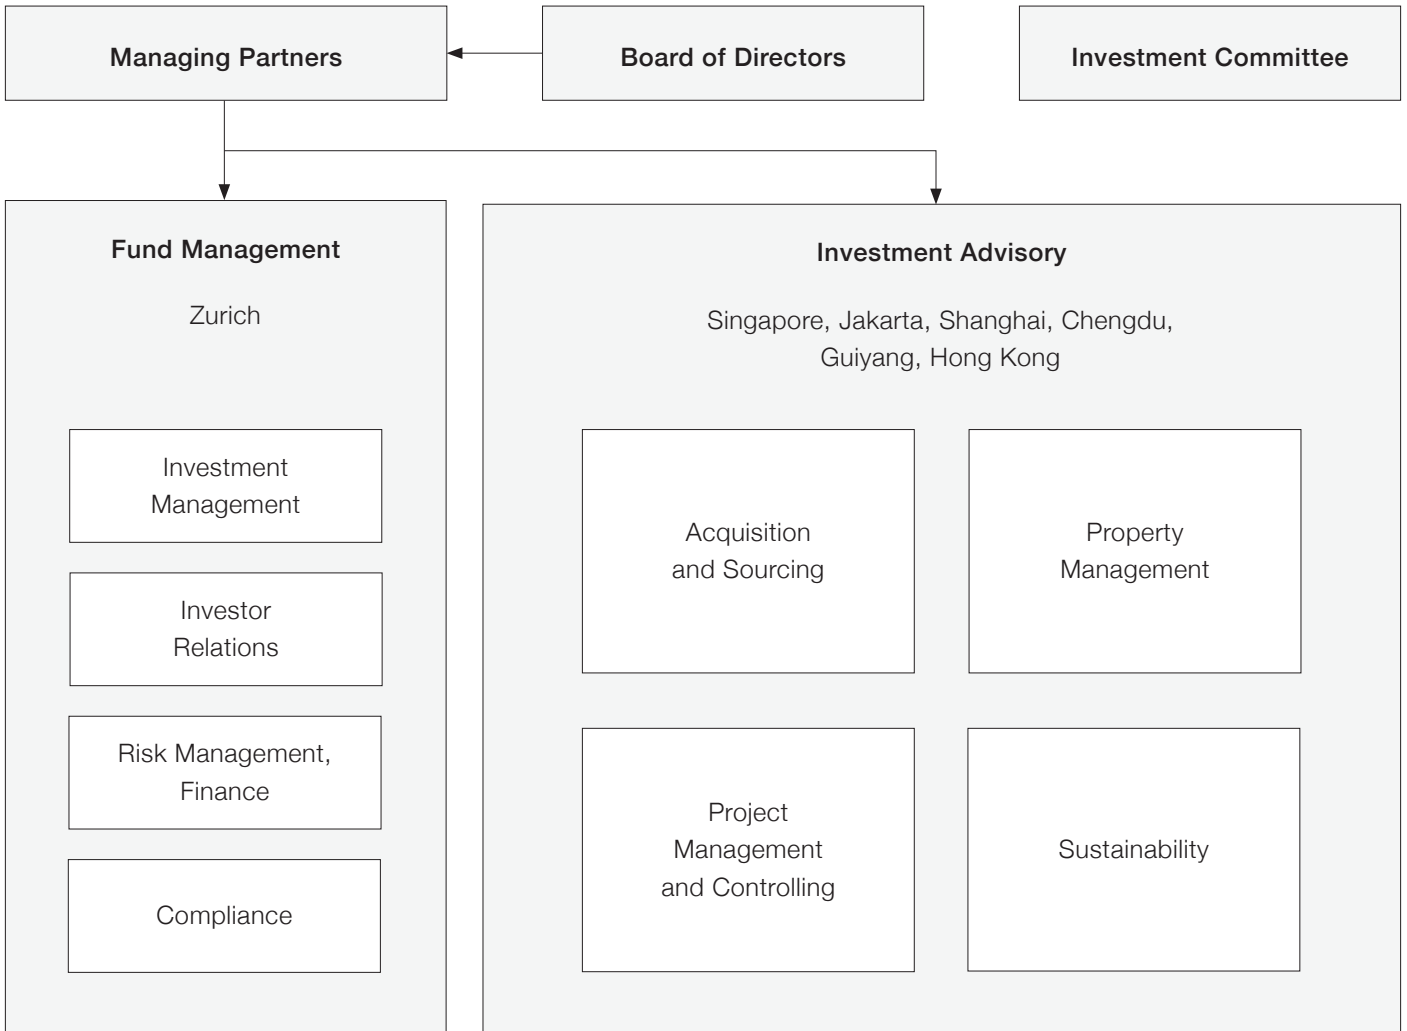 Managing Partners
Board of Directors
Investment Committee
Fund Management
Zurich
Investment
Management
Investor
Relations
Risk Management,
Finance
Compliance
Investment Advisory
Singapore, Jakarta, Shanghai, Chengdu,
Guiyang, Hong Kong
Acquisition
and Sourcing
Property
Management
Project
Management
and Controlling
Sustainability